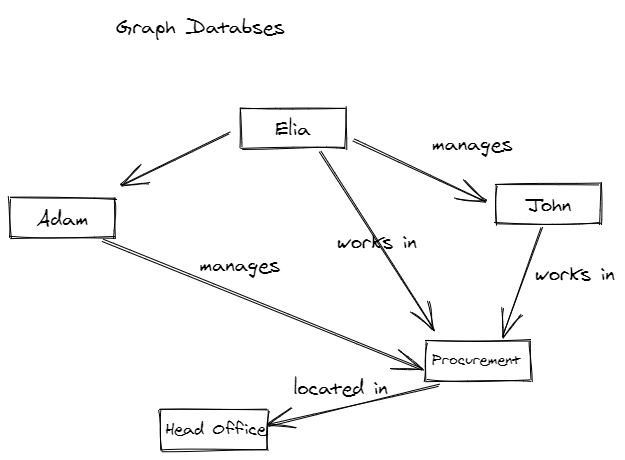 Graph Databses
Elia
manages
Adam
John
works in
manages
works in
Procurement
located in
Head Office